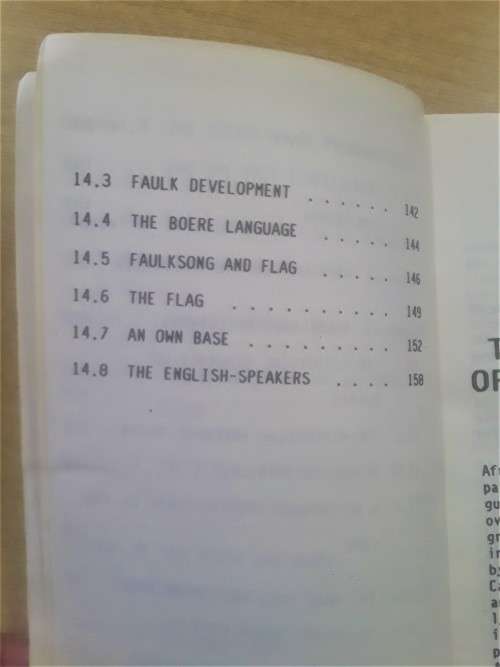 14.3 FAULK DEVELOPMENT ...... 142
14.4 THE BOERE LANGUAGE ..... 144
14.5 FAULKSONG AND FLAG ..... 146
14.6 THE FLAG .......... 149
14.7 AN OWN BASE ......... 152
14.8 THE ENGLISH-SPEAKERS .... 158